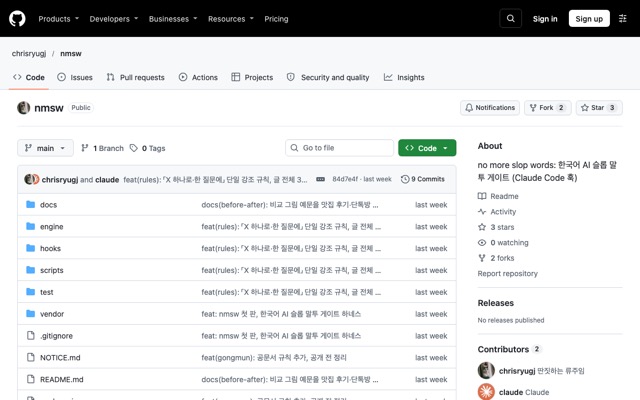 Products Developers Businesses Resources Pricing Sign in Sign up
chrisryugj / nmsw
Code Issues Pull requests Actions Projects Security and quality Insights
nmsw Public Notifications Fork 2 Star 3
main 1 Branch 0 Tags Go to file Code
chrisryugj and claude feat(rules): 「X 하나로·한 질문에」 단일 강조 규칙, 글 전체 3... 84d7e4f · last week 9 Commits
docs docs(before-after): 비교 그림 예문을 맛집 후기·단톡방 ... last week
engine feat(rules): 「X 하나로·한 질문에」 단일 강조 규칙, 글 전체 ... last week
hooks feat(rules): 「X 하나로·한 질문에」 단일 강조 규칙, 글 전체 ... last week
scripts feat(rules): 「X 하나로·한 질문에」 단일 강조 규칙, 글 전체 ... last week
test feat(rules): 「X 하나로·한 질문에」 단일 강조 규칙, 글 전체 ... last week
vendor feat: nmsw 첫 판, 한국어 AI 슬롭 말투 게이트 하네스 last week
.gitignore feat: nmsw 첫 판, 한국어 AI 슬롭 말투 게이트 하네스 last week
NOTICE.md feat(gongmun): 공문서 규칙 추가, 공개 전 정리 last week
README.md docs(before-after): 비교 그림 예문을 맛집 후기·단톡방 ... last week
About
no more slop words: 한국어 AI 슬롭 말
투 게이트 (Claude Code 훅)
Readme
Activity
3 stars
0 watching
2 forks
Report repository
Releases
No releases published
Contributors 2
chrisryugj 딴짓하는 류주임
claude Claude